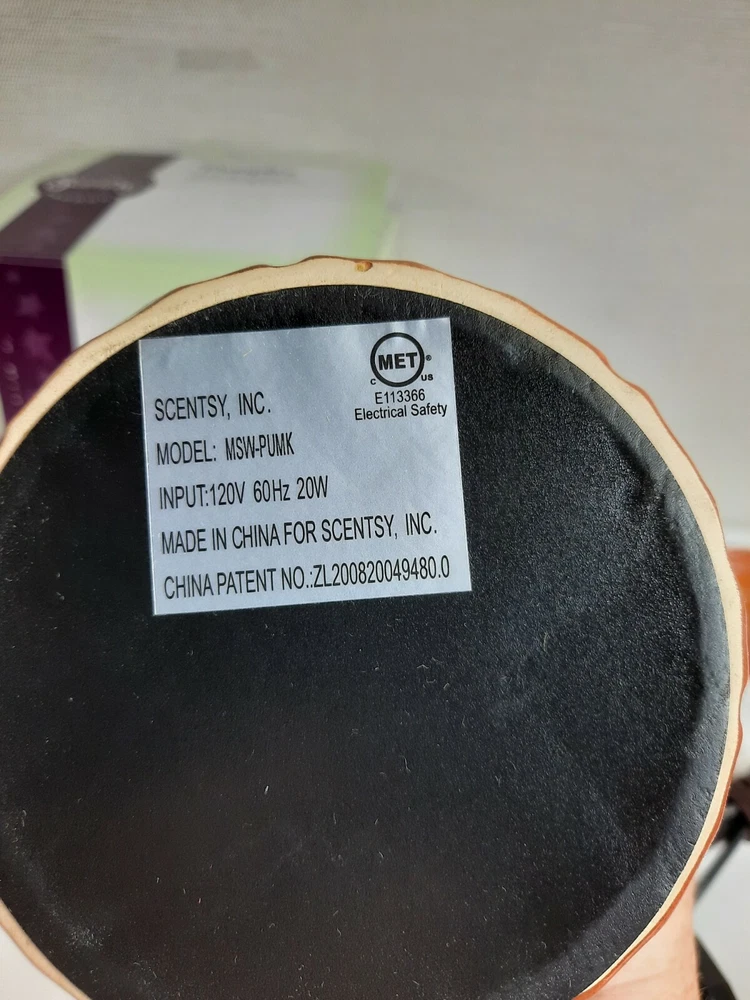 MET®
C US
E113366
Electrical Safety
SCENTSY, INC.
MODEL: MSW-PUMK
INPUT:120V 60Hz 20W
MADE IN CHINA FOR SCENTSY, INC.
CHINA PATENT NO.:ZL200820049480.0